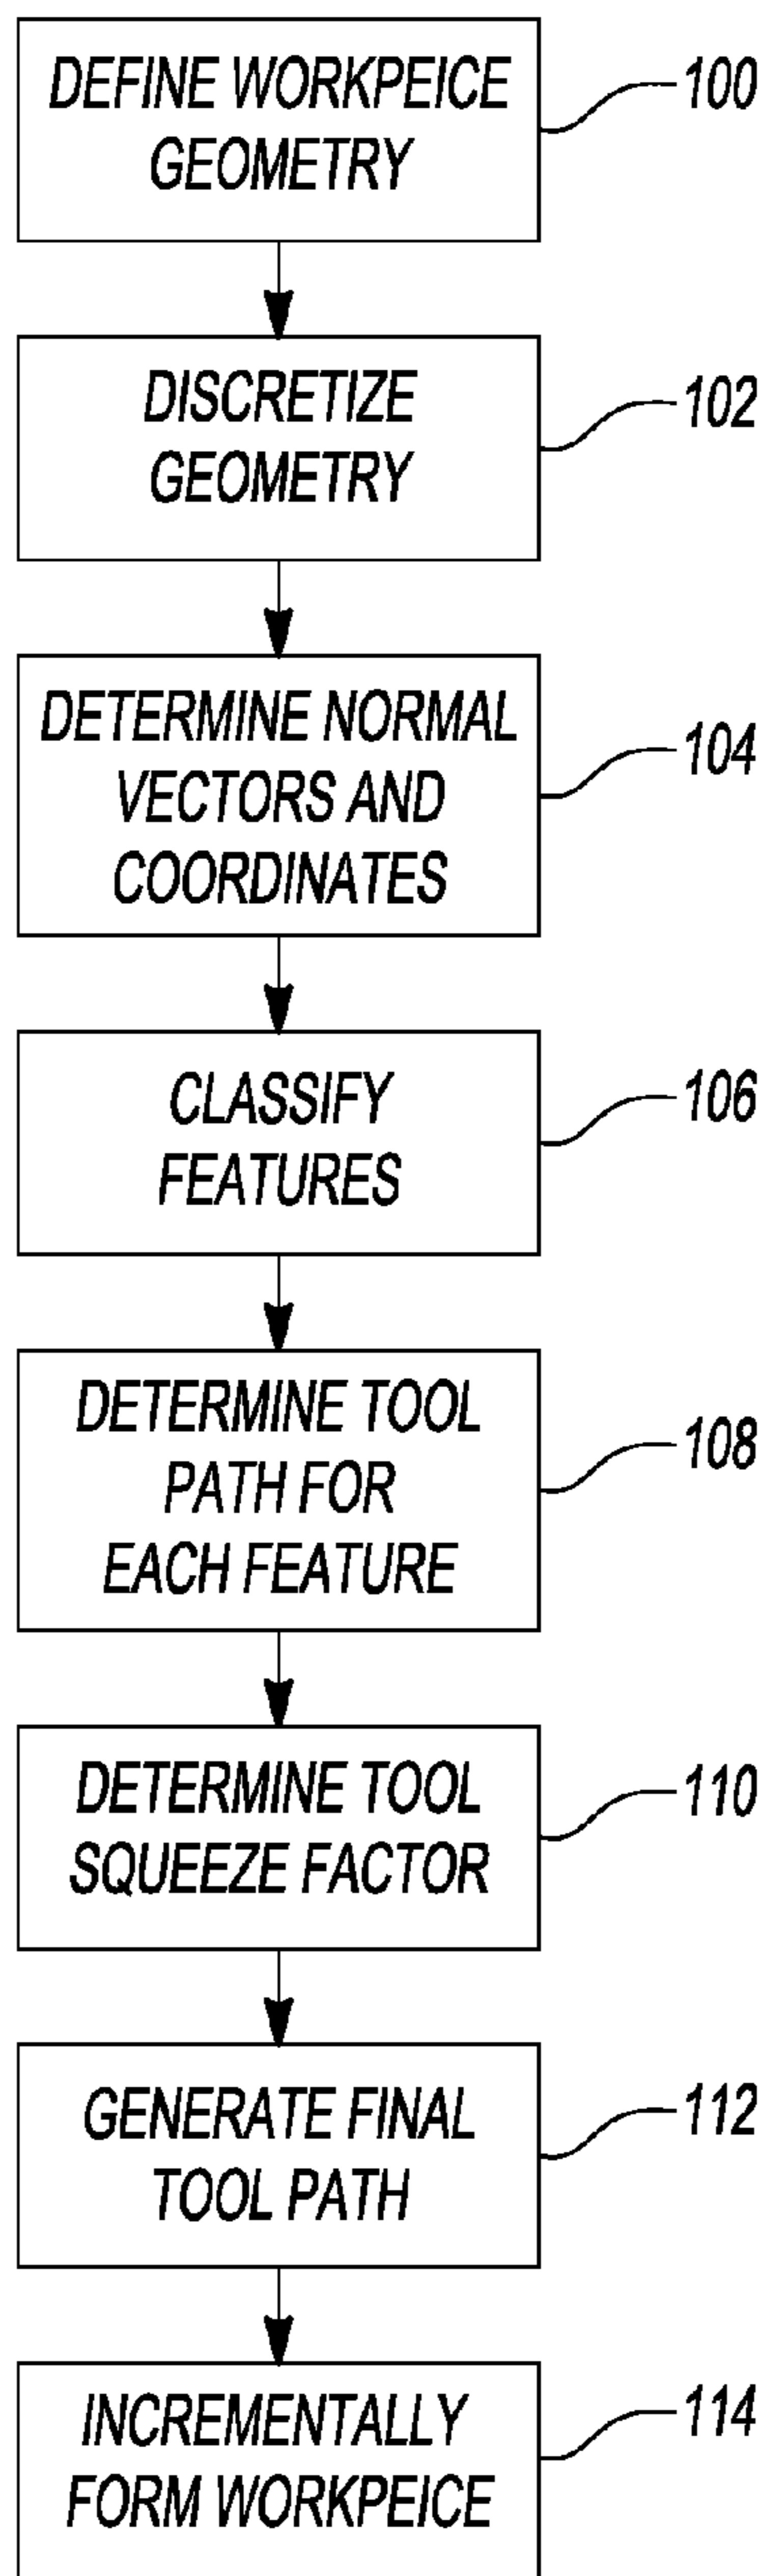 DEFINE WORKPEICE
GEOMETRY
100
DISCRETIZE
GEOMETRY
102
DETERMINE NORMAL
VECTORS AND
COORDINATES
104
CLASSIFY
FEATURES
106
DETERMINE TOOL
PATH FOR
EACH FEATURE
108
DETERMINE TOOL
SQUEEZE FACTOR
110
GENERATE FINAL
TOOL PATH
112
INCREMENTALLY
FORM WORKPEICE
114